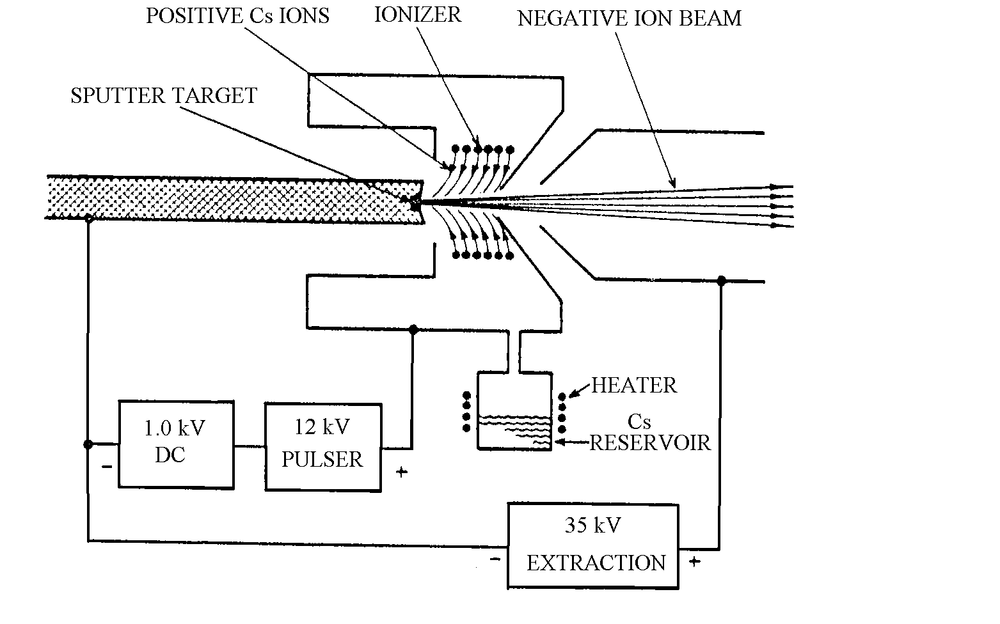 POSITIVE Cs IONS
IONIZER
NEGATIVE ION BEAM
SPUTTER TARGET
HEATER
Cs
RESERVOIR
1.0 kV
DC
12 kV
PULSER
-
+
35 kV
EXTRACTION
-
+